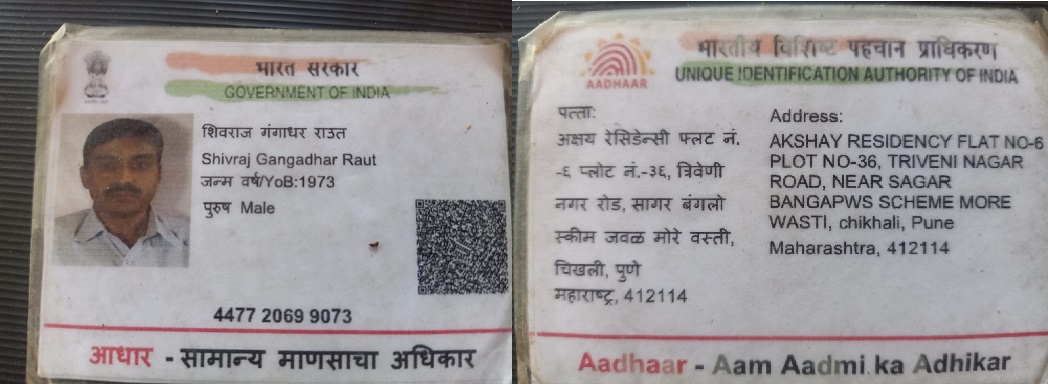 भारत सरकार
GOVERNMENT OF INDIA
शिवराज गंगाधर राउत
Shivraj Gangadhar Raut
जन्म वर्ष/YoB:1973
पुरुष Male
4477 2069 9073
आधार - सामान्य माणसाचा अधिकार
भारतीय विशिष्ट पहचान प्राधिकरण
UNIQUE IDENTIFICATION AUTHORITY OF INDIA
AADHAAR
पत्ता:
अक्षय रेसिडेन्सी फ्लट नं.
-६ प्लोट नं.-३६, त्रिवेणी
नगर रोड, सागर बंगलो
स्कीम जवळ मोरे वस्ती,
चिखली, पुणे
महाराष्ट्र, 412114
Address:
AKSHAY RESIDENCY FLAT NO-6
PLOT NO-36, TRIVENI NAGAR
ROAD, NEAR SAGAR
BANGAPWS SCHEME MORE
WASTI, chikhali, Pune
Maharashtra, 412114
Aadhaar - Aam Aadmi ka Adhikar